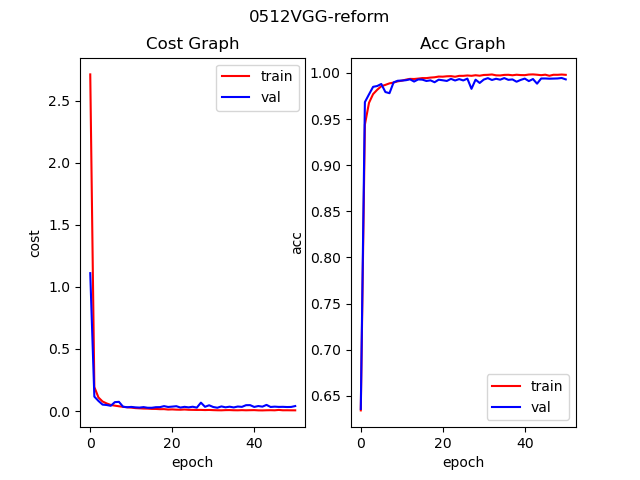 0512VGG-reform
Cost Graph
2.5
2.0
1.5
1.0
0.5
0.0
cost
0
20
40
epoch
train
val
Acc Graph
1.00
0.95
0.90
0.85
0.80
0.75
0.70
0.65
acc
0
20
40
epoch
train
val